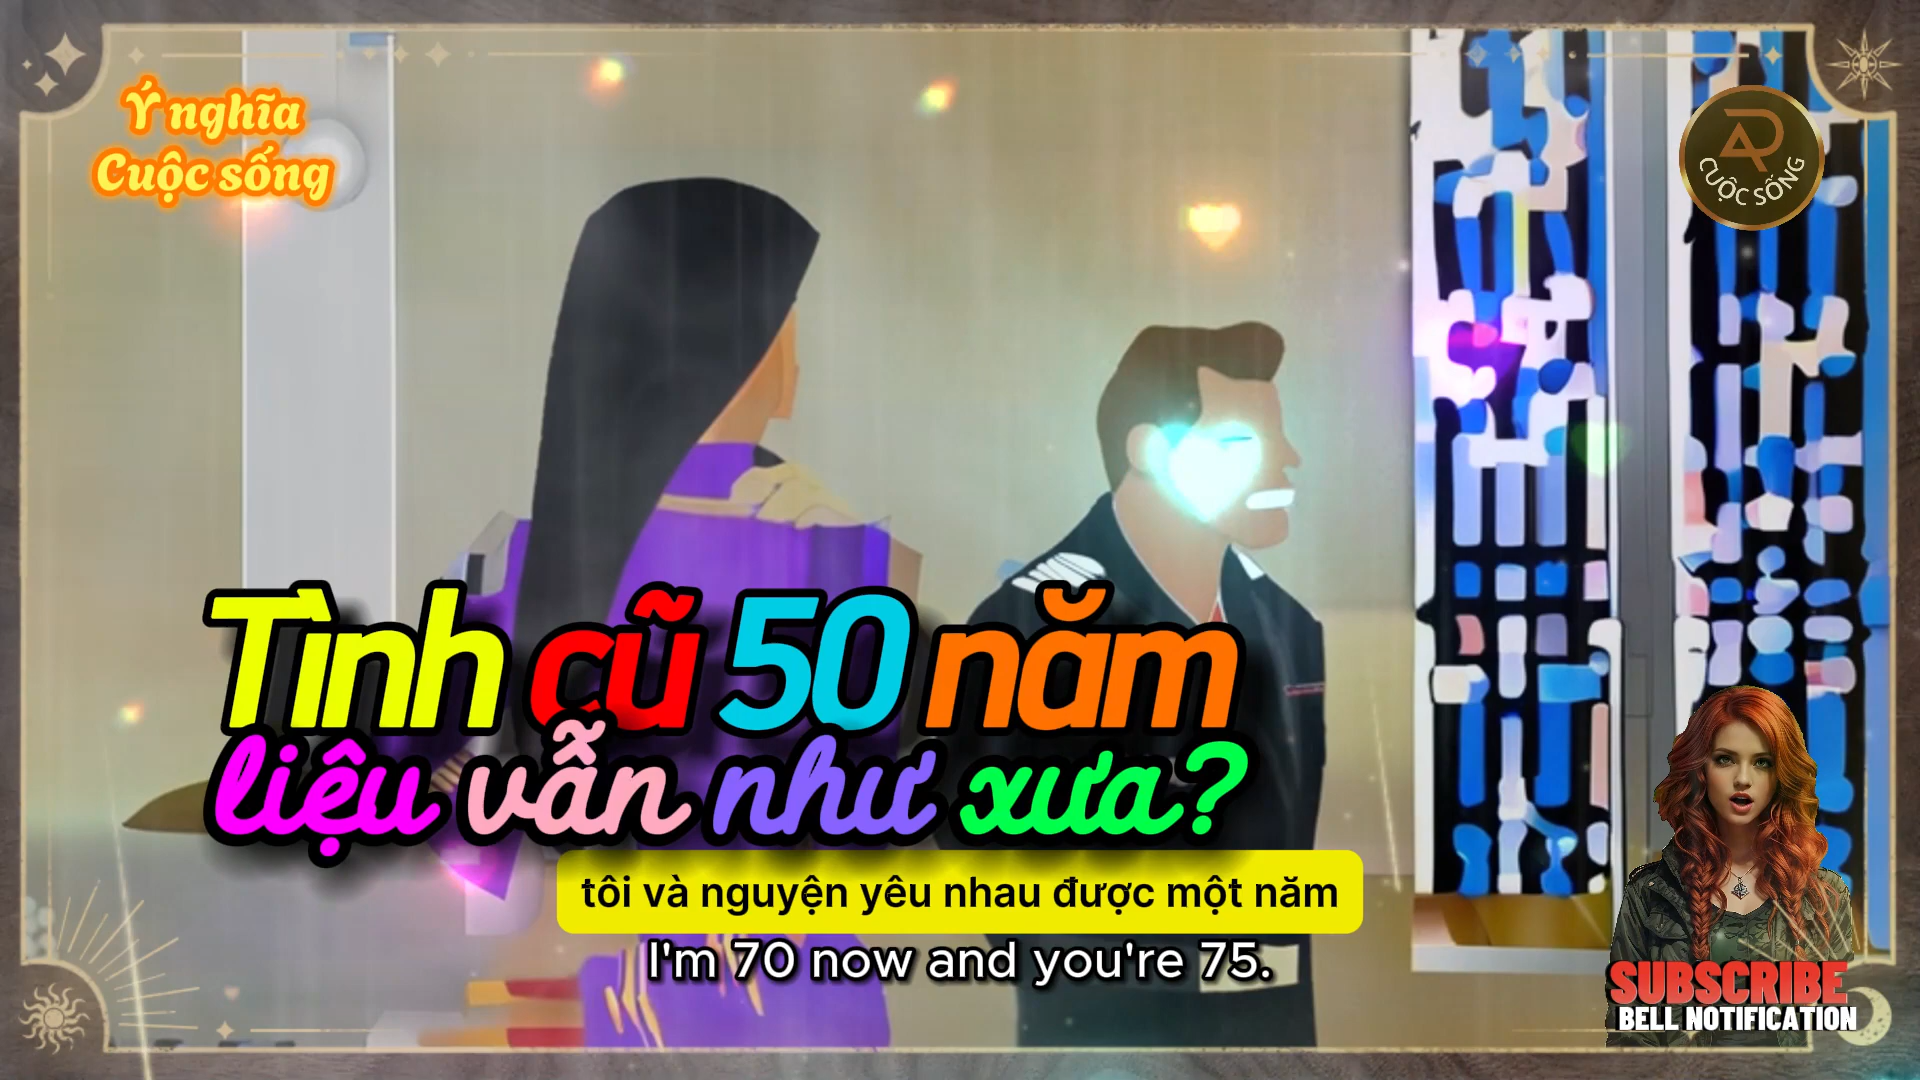 Ý nghĩa
Cuộc sống
CUỘC SỐNG
Tình cũ 50 năm
liệu vẫn như xưa?
tôi và nguyện yêu nhau được một năm
I'm 70 now and you're 75.
SUBSCRIBE
BELL NOTIFICATION